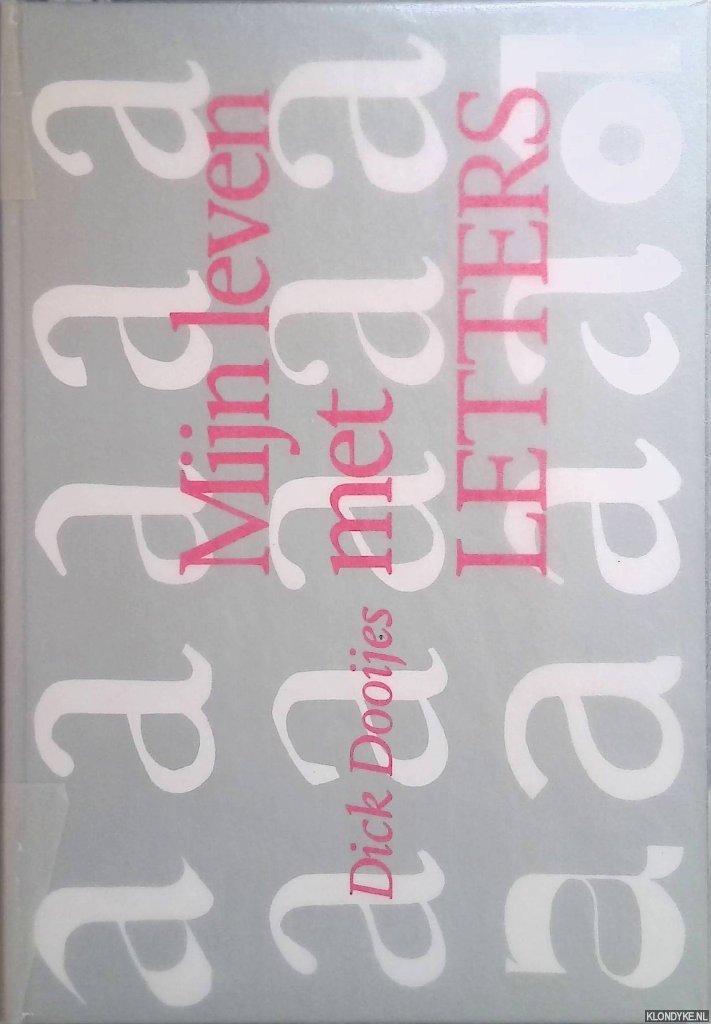 a a a a a
Mijn leven
a a a a a
Dick Dooijes met
LETTERS
a a a a a
KLONDYKE.NL